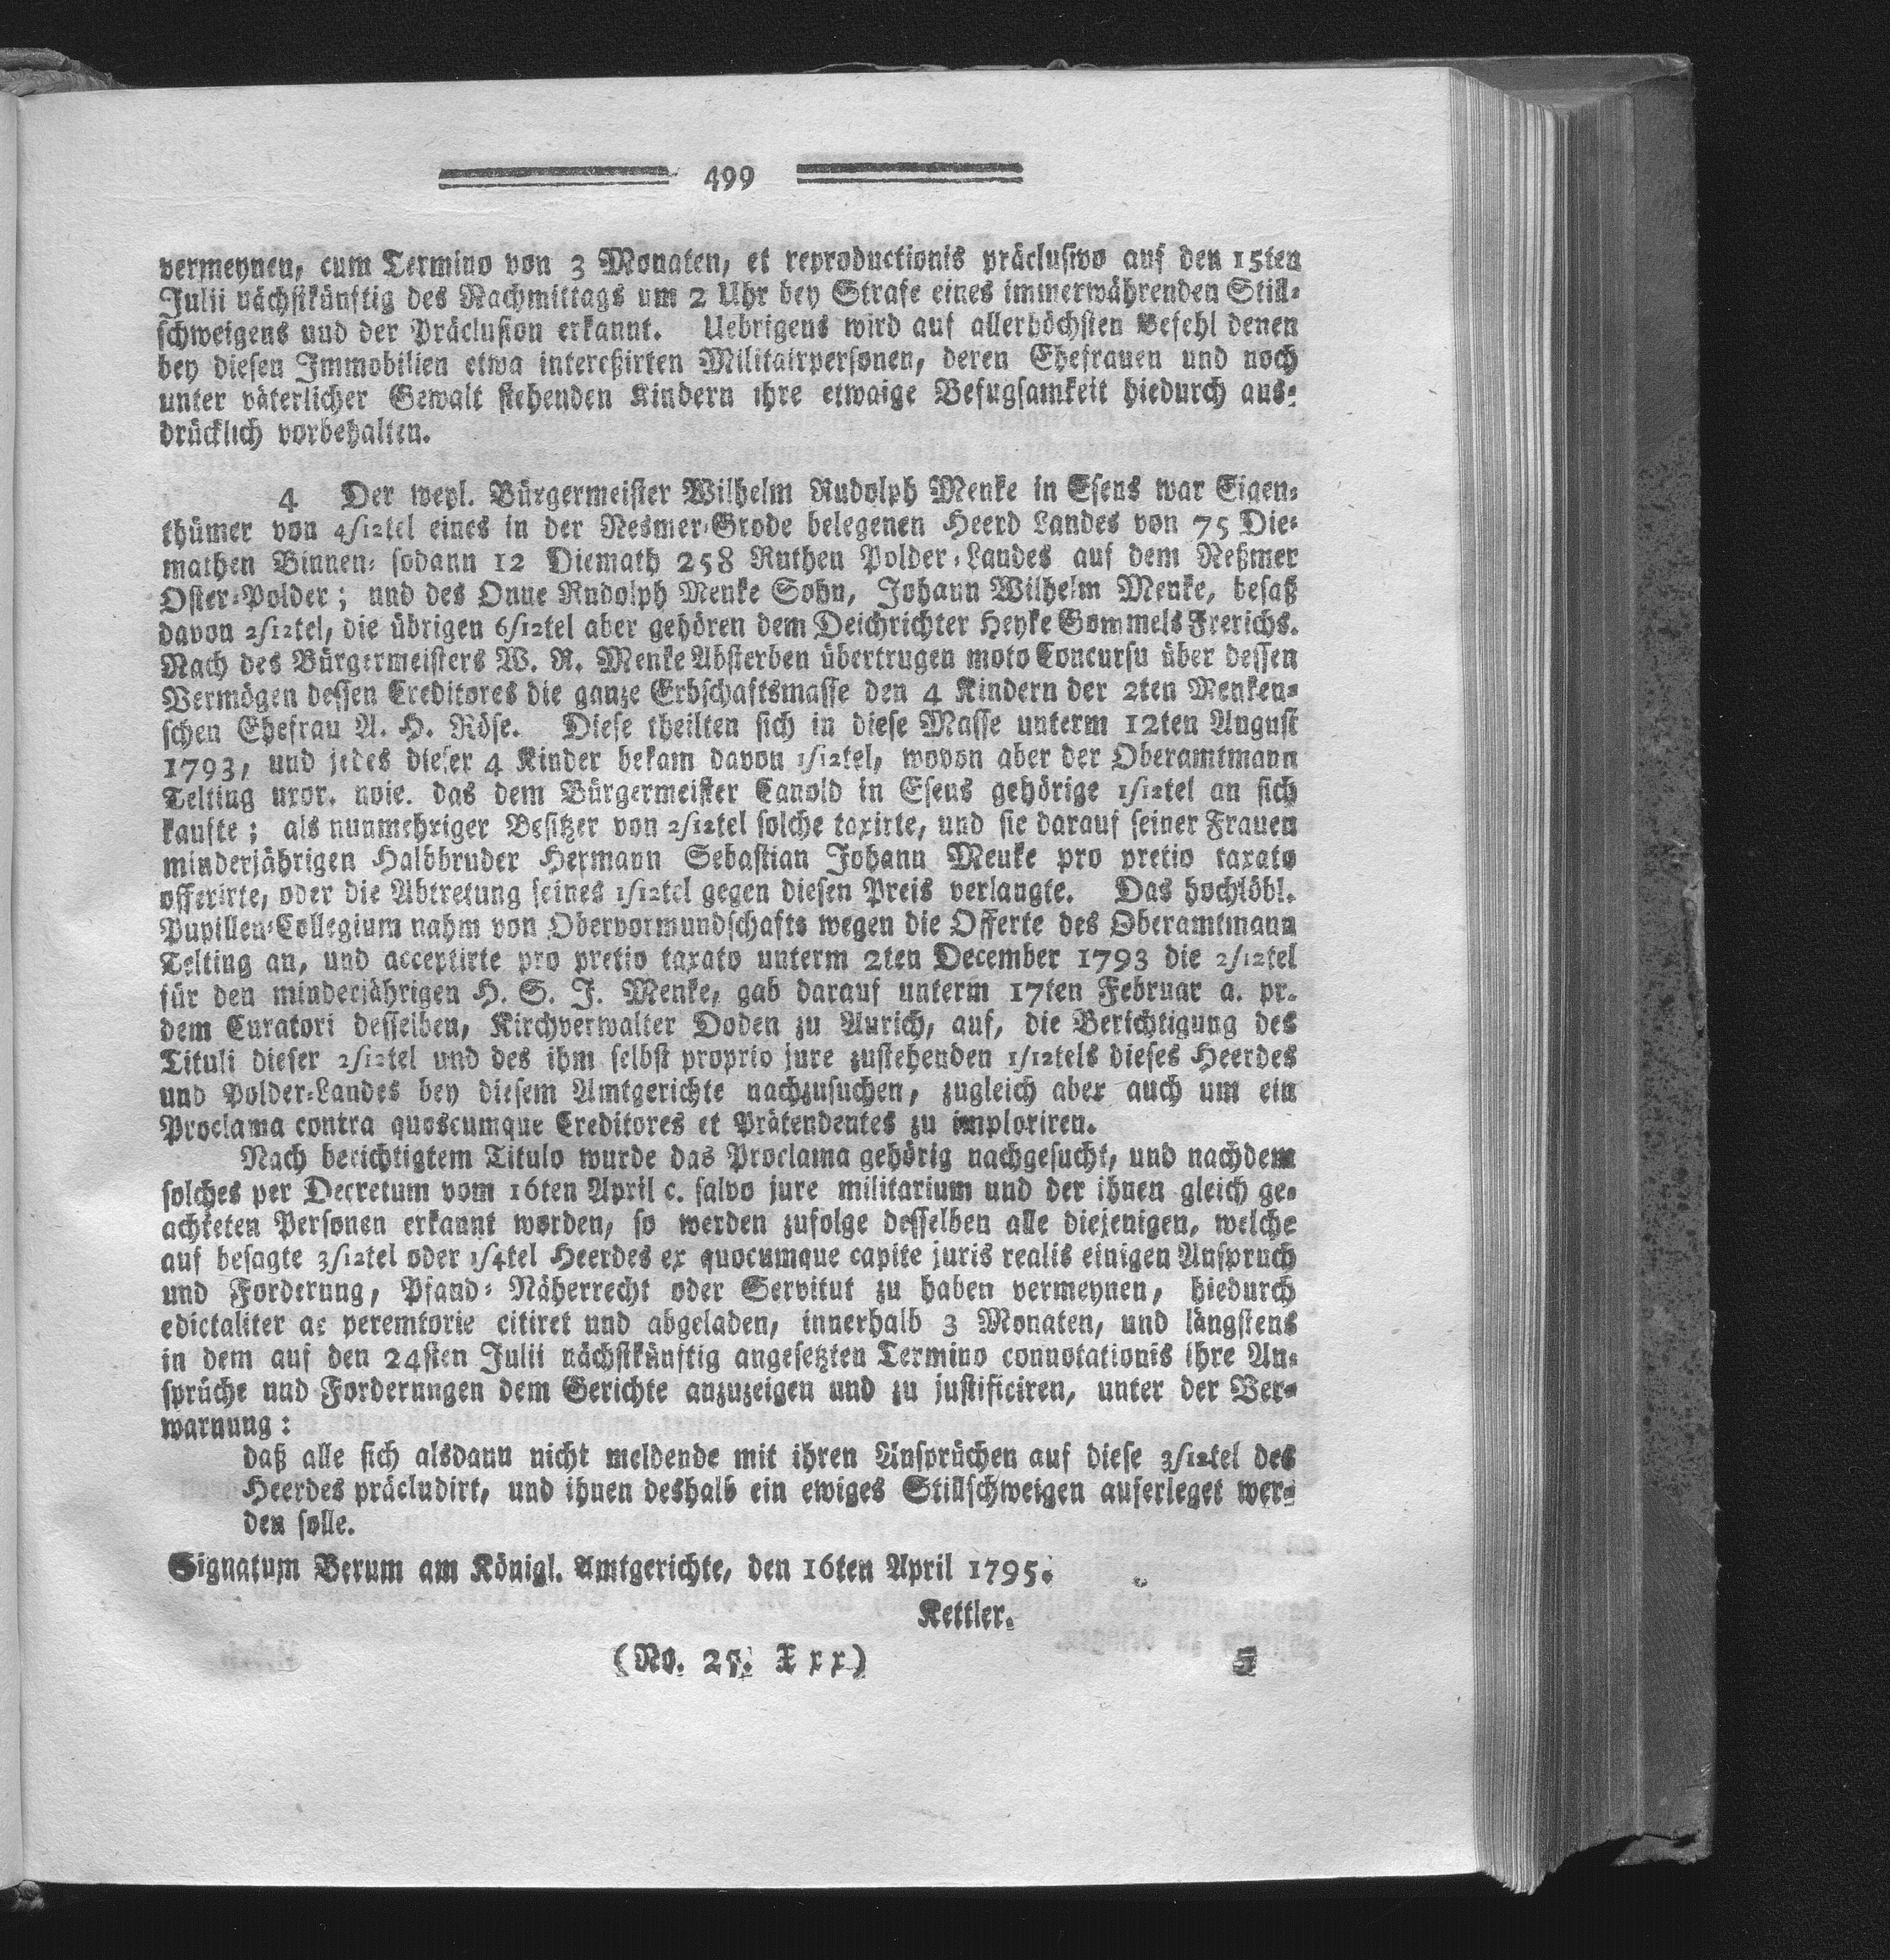 499
vermeynen, cum Termino von 3 Monaten, et reproductionis präclusivo auf den 15ten
Julii nächstkünftig des Nachmittags um 2 Uhr bey Strafe eines immerwährenden Still-
schweigens und der Präclusion erkannt. Uebrigens wird auf allerhöchsten Befehl denen
bey diesen Immobilien etwa intereßirten Militairpersonen, deren Ehefrauen und noch
unter väterlicher Gewalt stehenden Kindern ihre etwaige Befugsamkeit hiedurch aus-
drücklich vorbehalten.
4 Der weyl. Bürgermeister Wilhelm Rudolph Menke in Esens war Eigen-
thümer von 4/12tel eines in der Nesmer-Grode belegenen Heerd Landes von 75 Die-
mathen Binnen- sodann 12 Diemath 258 Ruthen Polder-Landes auf dem Neßmer
Oster-Polder; und des Onne Rudolph Menke Sohn, Johann Wilhelm Menke, besaß
davon 2/12tel, die übrigen 6/12tel aber gehören dem Deichrichter Heyke Gommels Frerichs.
Nach des Bürgermeisters W. R. Menke Absterben übertrugen moto Concursu über dessen
Vermögen dessen Creditores die ganze Erbschaftsmasse den 4 Kindern der 2ten Menken-
schen Ehefrau A. H. Röse. Diese theilten sich in diese Masse unterm 12ten August
1793, und jedes dieser 4 Kinder bekam davon 1/12tel, wovon aber der Oberamtmann
Telting uxor. noie. das dem Bürgermeister Canold in Esens gehörige 1/12tel an sich
kaufte; als nunmehriger Besitzer von 2/12tel solche taxirte, und sie darauf seiner Frauen
minderjährigen Halbbruder Hermann Sebastian Johann Menke pro pretio taxato
offerirte, oder die Abtretung seines 1/12tel gegen diesen Preis verlangte. Das hochlöbl.
Pupillen-Collegium nahm von Obervormundschafts wegen die Offerte des Oberamtmann
Telting an, und acceptirte pro pretio taxato unterm 2ten December 1793 die 2/12tel
für den minderjährigen H. S. J. Menke, gab darauf unterm 17ten Februar a. pr.
dem Curatori desselben, Kirchverwalter Doden zu Aurich, auf, die Berichtigung des
Tituli dieser 2/12tel und des ihm selbst proprio jure zustehenden 1/12tels dieses Heerdes
und Polder-Landes bey diesem Amtgerichte nachzusuchen, zugleich aber auch um ein
Proclama contra quoscumque Creditores et Prätendentes zu imploriren.
Nach berichtigtem Titulo wurde das Proclama gehörig nachgesucht, und nachdem
solches per Decretum vom 16ten April c. salvo jure militarium und der ihnen gleich ge-
achteten Personen erkannt worden, so werden zufolge desselben alle diejenigen, welche
auf besagte 3/12tel oder 1/4tel Heerdes ex quocumque capite juris realis einigen Anspruch
und Forderung, Pfand- Näherrecht oder Servitut zu haben vermeynen, hiedurch
edictaliter ac peremtorie citiret und abgeladen, innerhalb 3 Monaten, und längstens
in dem auf den 24sten Julii nächstkünftig angesetzten Termino connotationis ihre An-
sprüche und Forderungen dem Gerichte anzuzeigen und zu justificiren, unter der Ver-
warnung:
daß alle sich alsdann nicht meldende mit ihren Ansprüchen auf diese 3/12tel des
Heerdes präcludirt, und ihnen deshalb ein ewiges Stillschweigen auferleget wer-
den solle.
Signatum Berum am Königl. Amtgerichte, den 16ten April 1795.
Kettler.
(No. 25. Xxx) 5